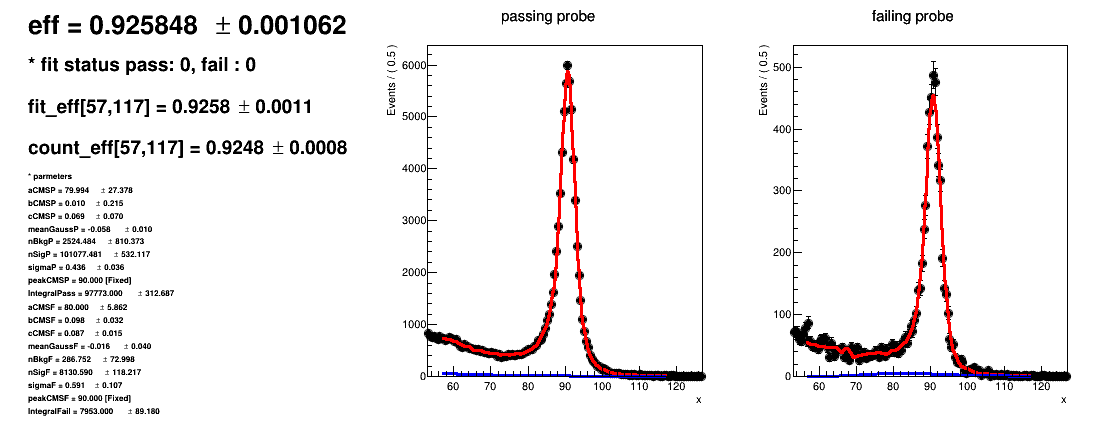 eff = 0.925848 ± 0.001062
* fit status pass: 0, fail : 0
fit_eff[57,117] = 0.9258 ± 0.0011
count_eff[57,117] = 0.9248 ± 0.0008
* parmeters
aCMSP = 79.994 ± 27.378
bCMSP = 0.010 ± 0.215
cCMSP = 0.069 ± 0.070
meanGaussP = -0.058 ± 0.010
nBkgP = 2524.484 ± 810.373
nSigP = 101077.481 ± 532.117
sigmaP = 0.436 ± 0.036
peakCMSP = 90.000 [Fixed]
IntegralPass = 97773.000 ± 312.687
aCMSF = 80.000 ± 5.862
bCMSF = 0.098 ± 0.032
cCMSF = 0.087 ± 0.015
meanGaussF = -0.016 ± 0.040
nBkgF = 286.752 ± 72.998
nSigF = 8130.590 ± 118.217
sigmaF = 0.591 ± 0.107
peakCMSF = 90.000 [Fixed]
IntegralFail = 7953.000 ± 89.180
passing probe
Events / ( 0.5 )
6000
5000
4000
3000
2000
1000
0
60 70 80 90 100 110 120
x
failing probe
Events / ( 0.5 )
500
400
300
200
100
0
60 70 80 90 100 110 120
x